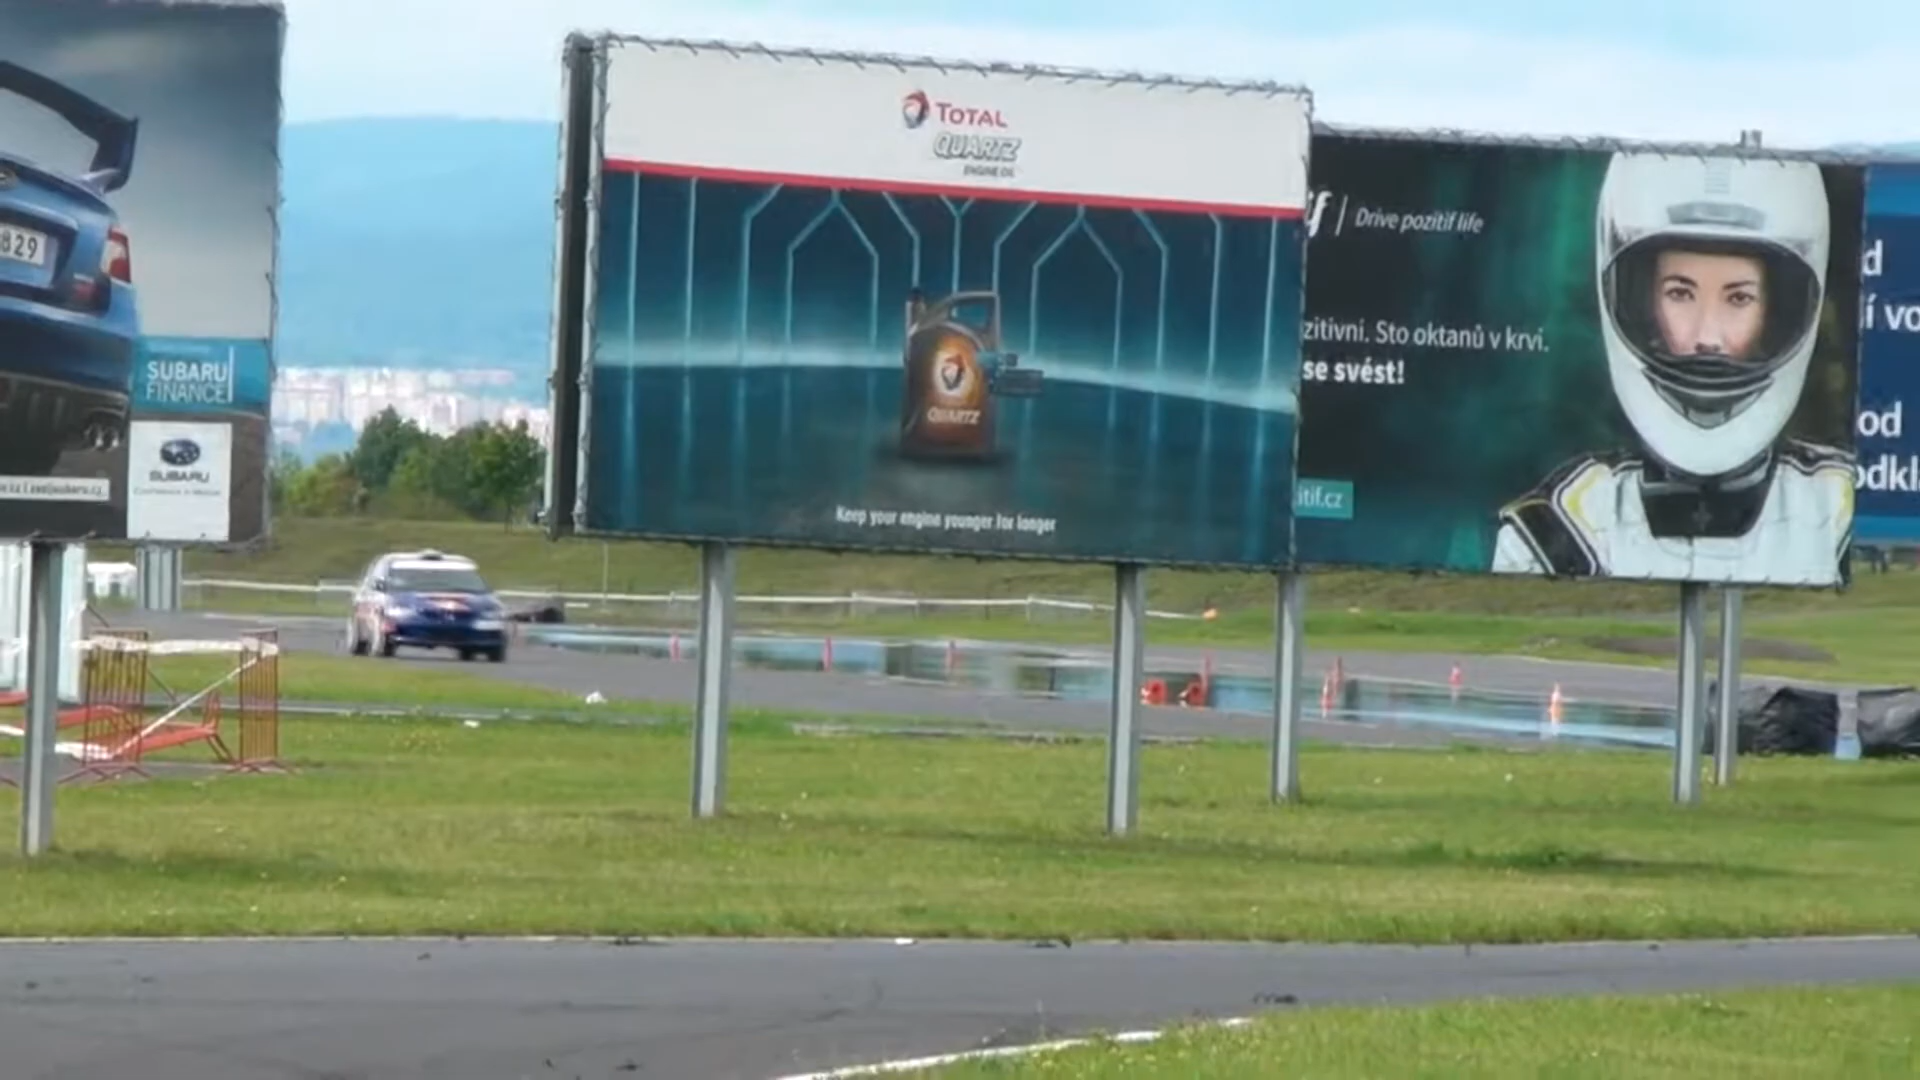 829
SUBARU
FINANCE
SUBARU
TOTAL
QUARTZ
ENGINE OIL
QUARTZ
Keep your engine younger for longer
if | Drive pozitif life
zitivní. Sto oktanů v krvi.
se svést!
itif.cz
d
í vo
od
odkl